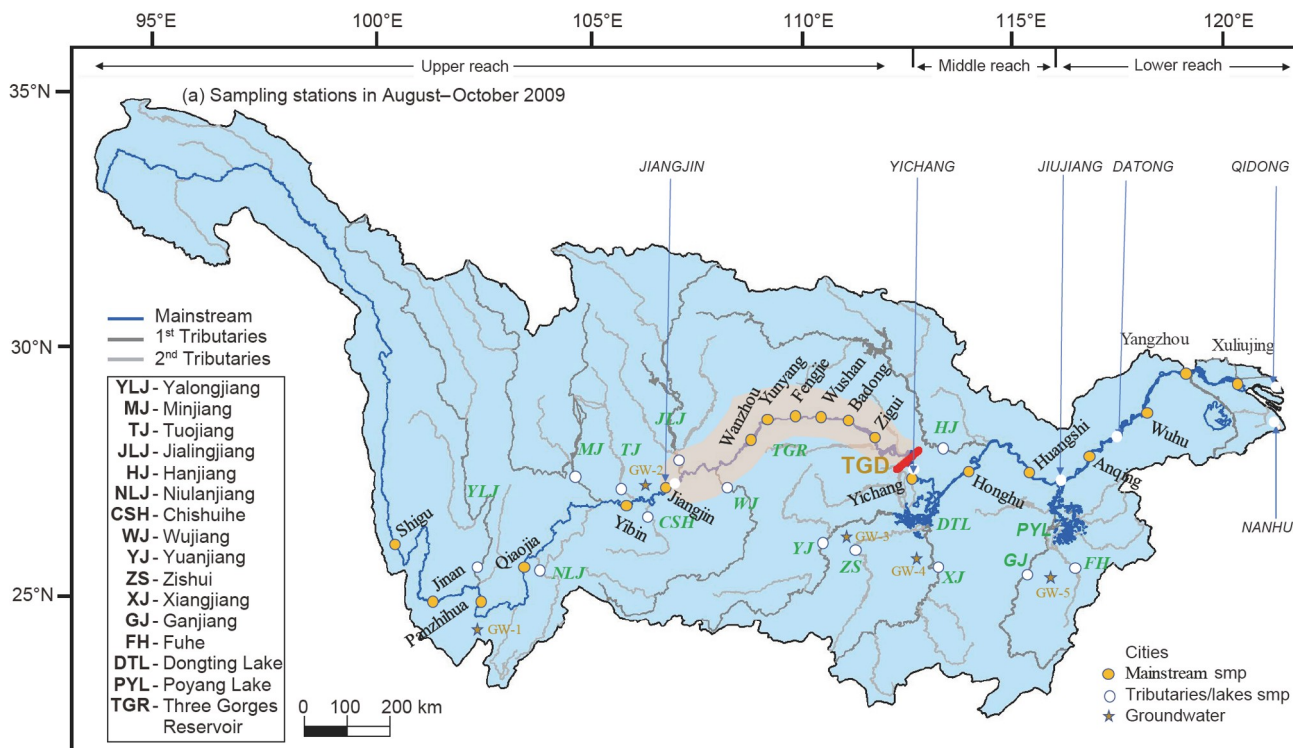 95°E 100°E 105°E 110°E 115°E 120°E
Upper reach Middle reach Lower reach
35°N
(a) Sampling stations in August–October 2009
JIANGJIN YICHANG JIUJIANG DATONG QIDONG
Mainstream
1st Tributaries
2nd Tributaries
30°N
YLJ - Yalongjiang
MJ - Minjiang
TJ - Tuojiang
JLJ - Jialingjiang
HJ - Hanjiang
NLJ - Niulanjiang
CSH - Chishuihe
WJ - Wujiang
YJ - Yuanjiang
ZS - Zishui
XJ - Xiangjiang
GJ - Ganjiang
FH - Fuhe
DTL - Dongting Lake
PYL - Poyang Lake
TGR - Three Gorges
Reservoir
25°N
0 100 200 km
Shigu
Jinan
Panzhihua
Qiaojia
Yibin
Jiangjin
Wanzhou
Yunyang
Fengjie
Wushan
Badong
Zigui
Yichang
Honghu
Huangshi
Anqing
Wuhu
Yangzhou
Xuliujing
YLJ
MJ
TJ
JLJ
NLJ
CSH
WJ
TGR
TGD
HJ
YJ
ZS
DTL
XJ
PYL
GJ
FH
GW-1
GW-2
GW-3
GW-4
GW-5
NANHUI
Cities
Mainstream smp
Tributaries/lakes smp
Groundwater